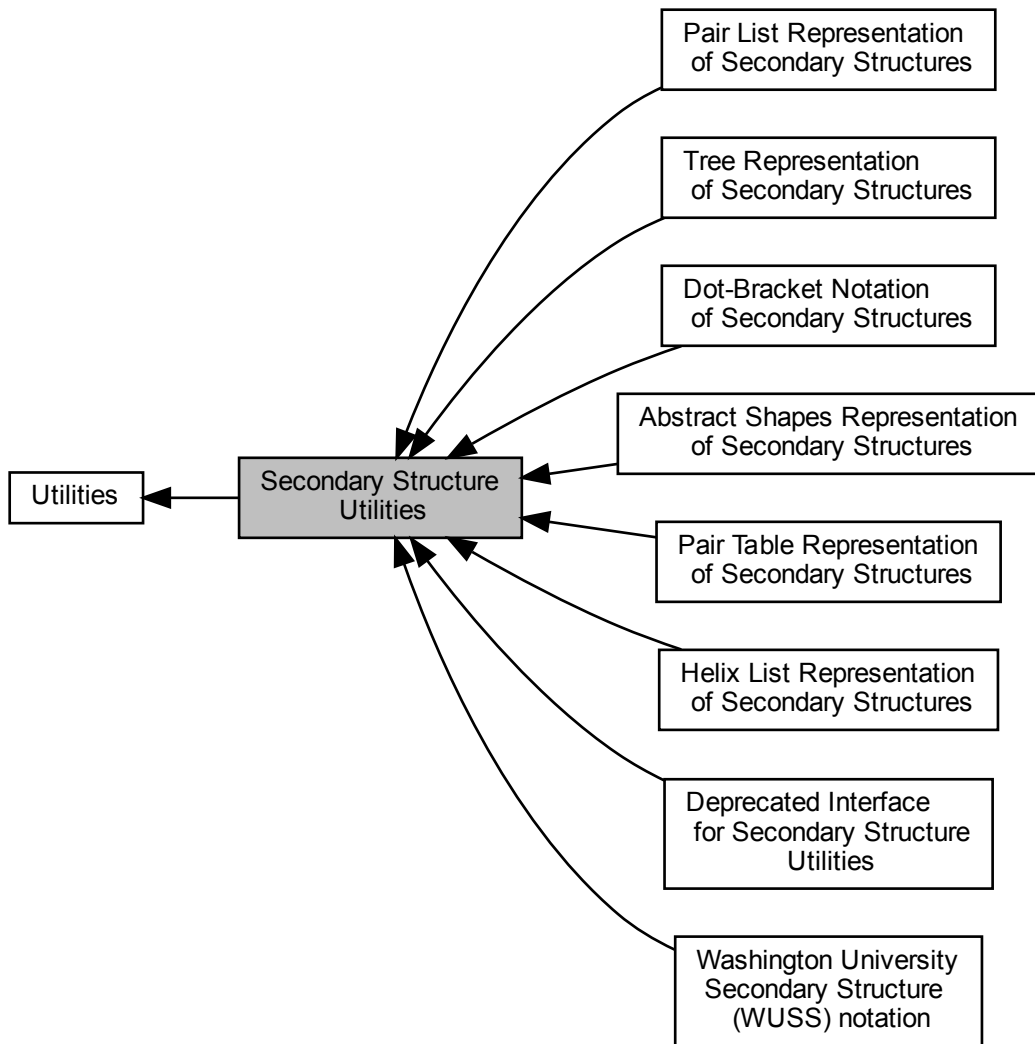 Pair List Representation
of Secondary Structures
Tree Representation
of Secondary Structures
Dot-Bracket Notation
of Secondary Structures
Abstract Shapes Representation
of Secondary Structures
Utilities
Secondary Structure
Utilities
Pair Table Representation
of Secondary Structures
Helix List Representation
of Secondary Structures
Deprecated Interface
for Secondary Structure
Utilities
Washington University
Secondary Structure
(WUSS) notation